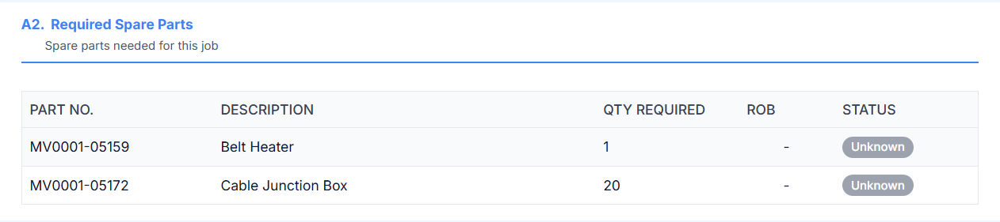 A2. Required Spare Parts
Spare parts needed for this job
PART NO. DESCRIPTION QTY REQUIRED ROB STATUS
MV0001-05159 Belt Heater 1 - Unknown
MV0001-05172 Cable Junction Box 20 - Unknown